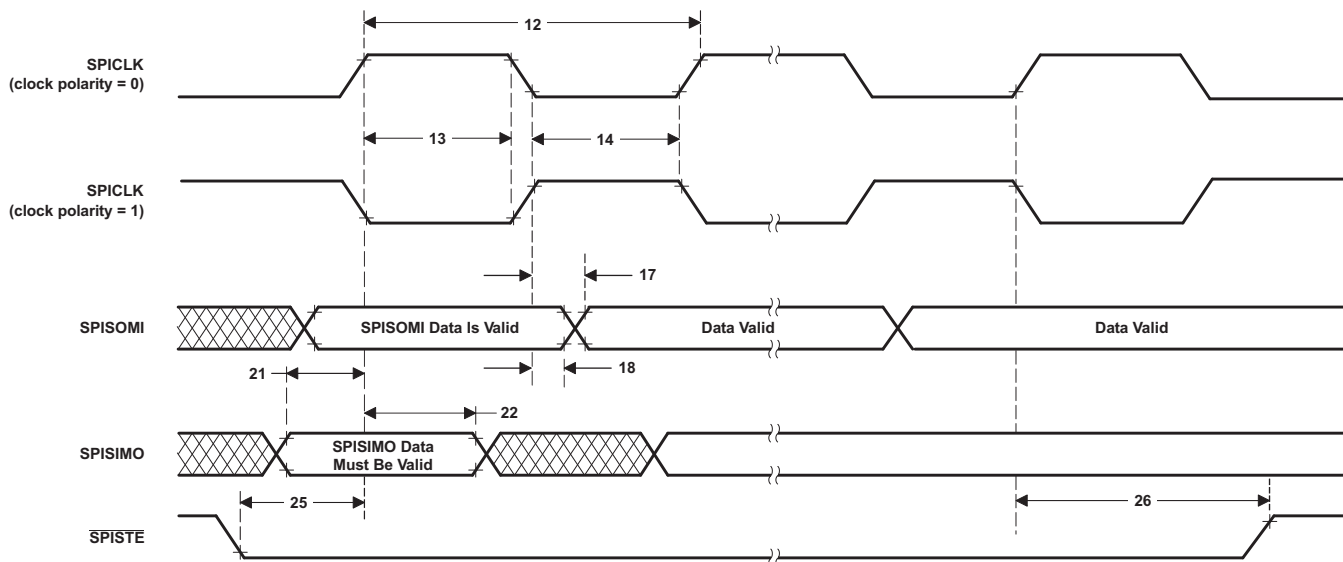 12
SPICLK
(clock polarity = 0)
13
14
SPICLK
(clock polarity = 1)
17
SPISOMI
SPISOMI Data Is Valid
Data Valid
Data Valid
21
18
22
SPISIMO
SPISIMO Data
Must Be Valid
25
26
SPISTE